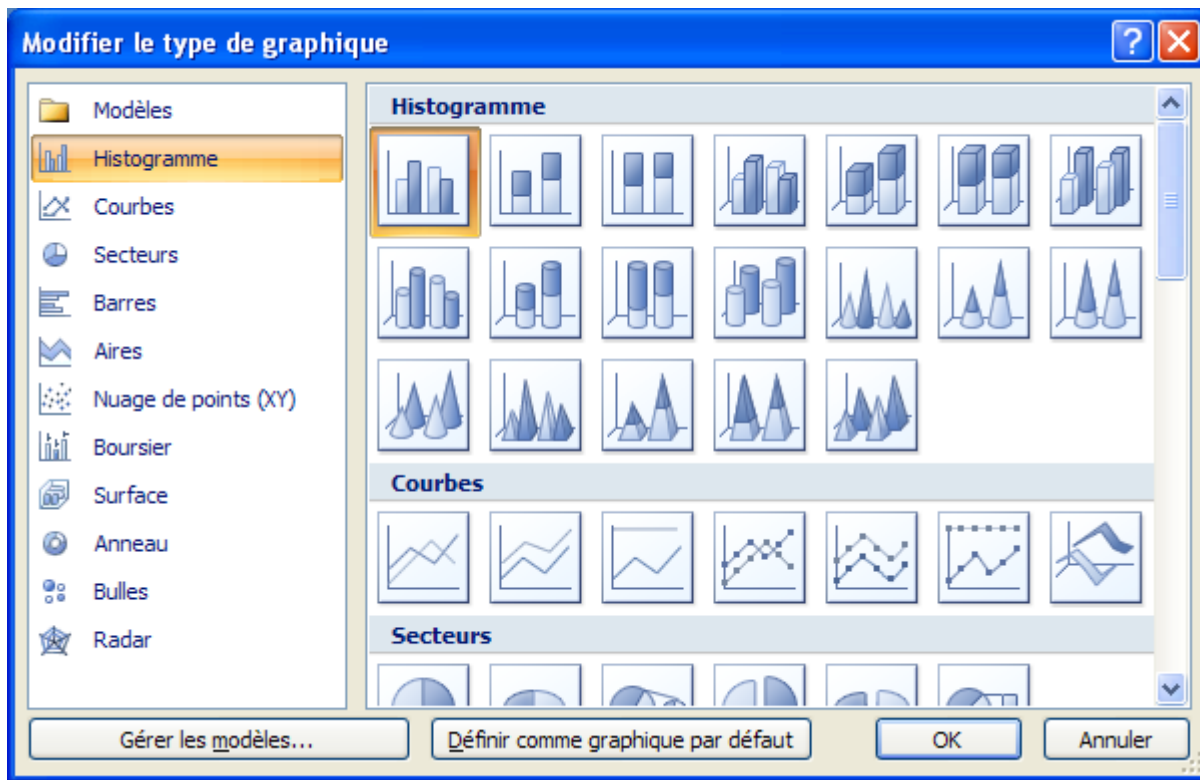 Modifier le type de graphique
Modèles
Histogramme
Courbes
Secteurs
Barres
Aires
Nuage de points (XY)
Boursier
Surface
Anneau
Bulles
Radar
Histogramme
Courbes
Secteurs
Gérer les modèles...
Définir comme graphique par défaut
OK
Annuler